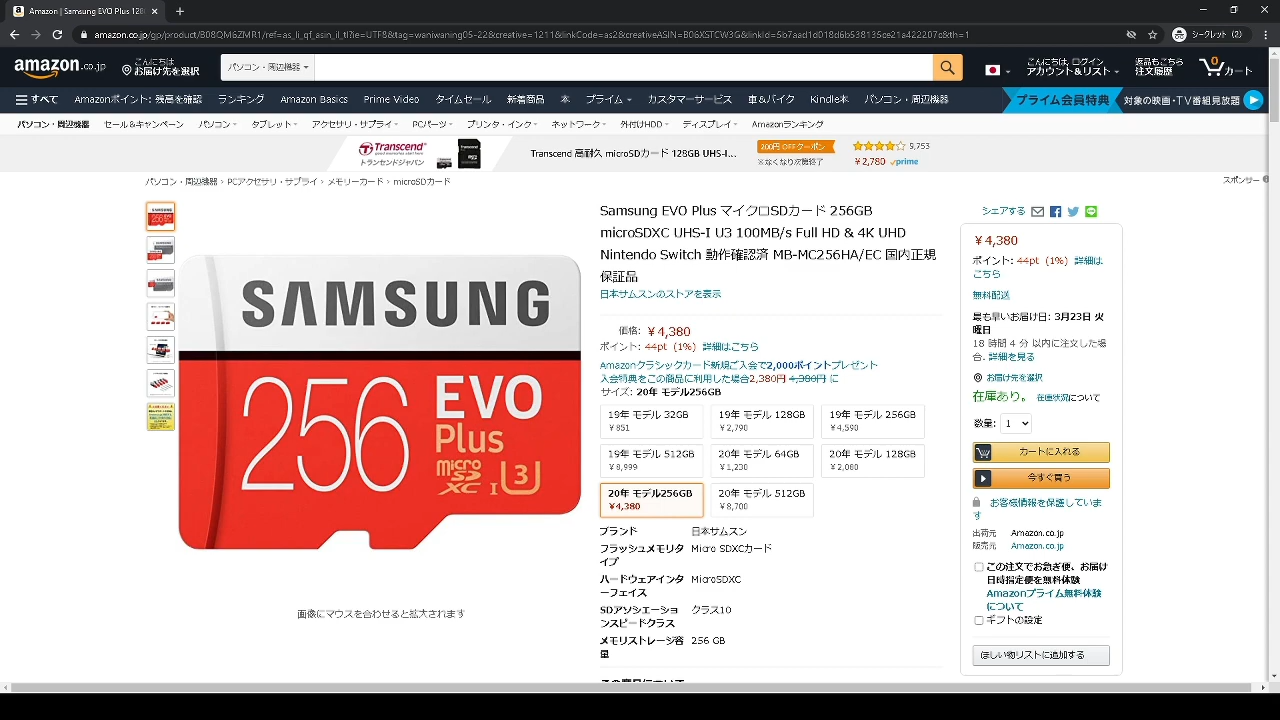 Amazon | Samsung EVO Plus 128
amazon.co.jp/gp/product/B08QM6ZMR1/ref=as_li_qf_asin_il_tl?ie=UTF8&tag=waniwaning05-22&creative=1211&linkCode=as2&creativeASIN=B06XSTCW3G&linkId=5b7aad1d018d6b538135ce21a422207c&th=1
シークレット (2)
amazon.co.jp
こんにちは
お届け先を選択
パソコン・周辺機器
こんにちは, ログイン
アカウント&リスト
返品もこちら
注文履歴
0
カート
すべて
Amazonポイント: 残高を確認
ランキング
Amazon Basics
Prime Video
タイムセール
新着商品
本
プライム
カスタマーサービス
車&バイク
Kindle本
パソコン・周辺機器
プライム会員特典
対象の映画・TV番組見放題
パソコン・周辺機器
セール&キャンペーン
パソコン
タブレット
アクセサリ・サプライ
PCパーツ
プリンタ・インク
ネットワーク
外付けHDD
ディスプレイ
Amazonランキング
Transcend
トランセンドジャパン
Transcend 高耐久 microSDカード 128GB UHS-I...
200円 OFF クーポン
※なくなり次第終了
9,753
¥2,780 prime
パソコン・周辺機器 › PCアクセサリ・サプライ › メモリーカード › microSDカード
スポンサー
SAMSUNG
256
EVO
Plus
micro SD XC I U3
画像にマウスを合わせると拡大されます
Samsung EVO Plus マイクロSDカード 256GB
microSDXC UHS-I U3 100MB/s Full HD & 4K UHD
Nintendo Switch 動作確認済 MB-MC256HA/EC 国内正規
保証品
日本サムスンのストアを表示
価格: ¥4,380
ポイント: 44pt (1%) 詳細はこちら
Amazonクラシックカード新規ご入会で2,000ポイントプレゼント
入会特典をこの商品に利用した場合2,380円 4,380円 に
サイズ: 20年 モデル256GB
19年 モデル 32GB
¥851
19年 モデル 128GB
¥2,790
19年 モデル 256GB
¥4,590
19年 モデル 512GB
¥8,999
20年 モデル 64GB
¥1,230
20年 モデル 128GB
¥2,080
20年 モデル256GB
¥4,380
20年 モデル 512GB
¥8,700
ブランド 日本サムスン
フラッシュメモリタ Micro SDXCカード
イプ
ハードウェアインタ MicroSDXC
ーフェイス
SDアソシエーショ クラス10
ンスピードクラス
メモリストレージ容 256 GB
量
この商品について
シェアする
¥4,380
ポイント: 44pt (1%) 詳細は
こちら
無料配送
最も早いお届け日: 3月23日 火
曜日
18 時間 4 分 以内に注文した場
合. 詳細を見る
お届け先を選択
在庫あり。 在庫状況について
数量: 1
カートに入れる
今すぐ買う
お客様情報を保護していま
す
出荷元 Amazon.co.jp
販売元 Amazon.co.jp
この注文でお急ぎ便、お届け
日時指定便を無料体験
Amazonプライム無料体験
について
ギフトの設定
ほしい物リストに追加する